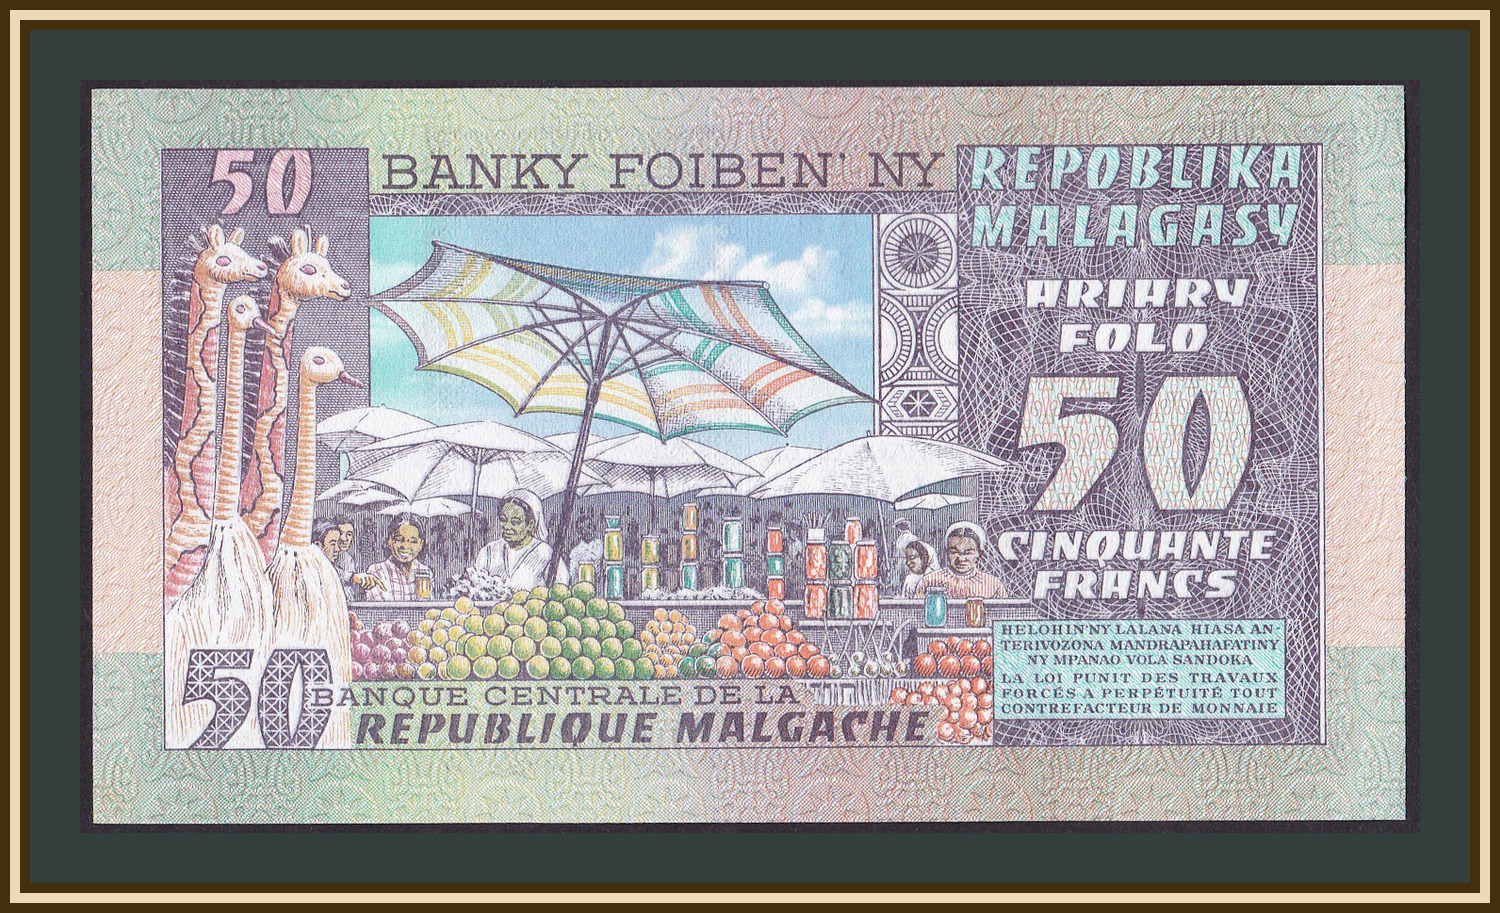 50
BANKY FOIBEN' NY
REPOBLIKA
MALAGASY
ARIARY
FOLO
50
CINQUANTE
FRANCS
HELOHIN'NY LALANA HIASA AN-
TERIVOZONA MANDRAPAHAFATINY
NY MPANAO VOLA SANDOKA
LA LOI PUNIT DES TRAVAUX
FORCÉS A PERPÉTUITÉ TOUT
CONTREFACTEUR DE MONNAIE
50
BANQUE CENTRALE DE LA
REPUBLIQUE MALGACHE